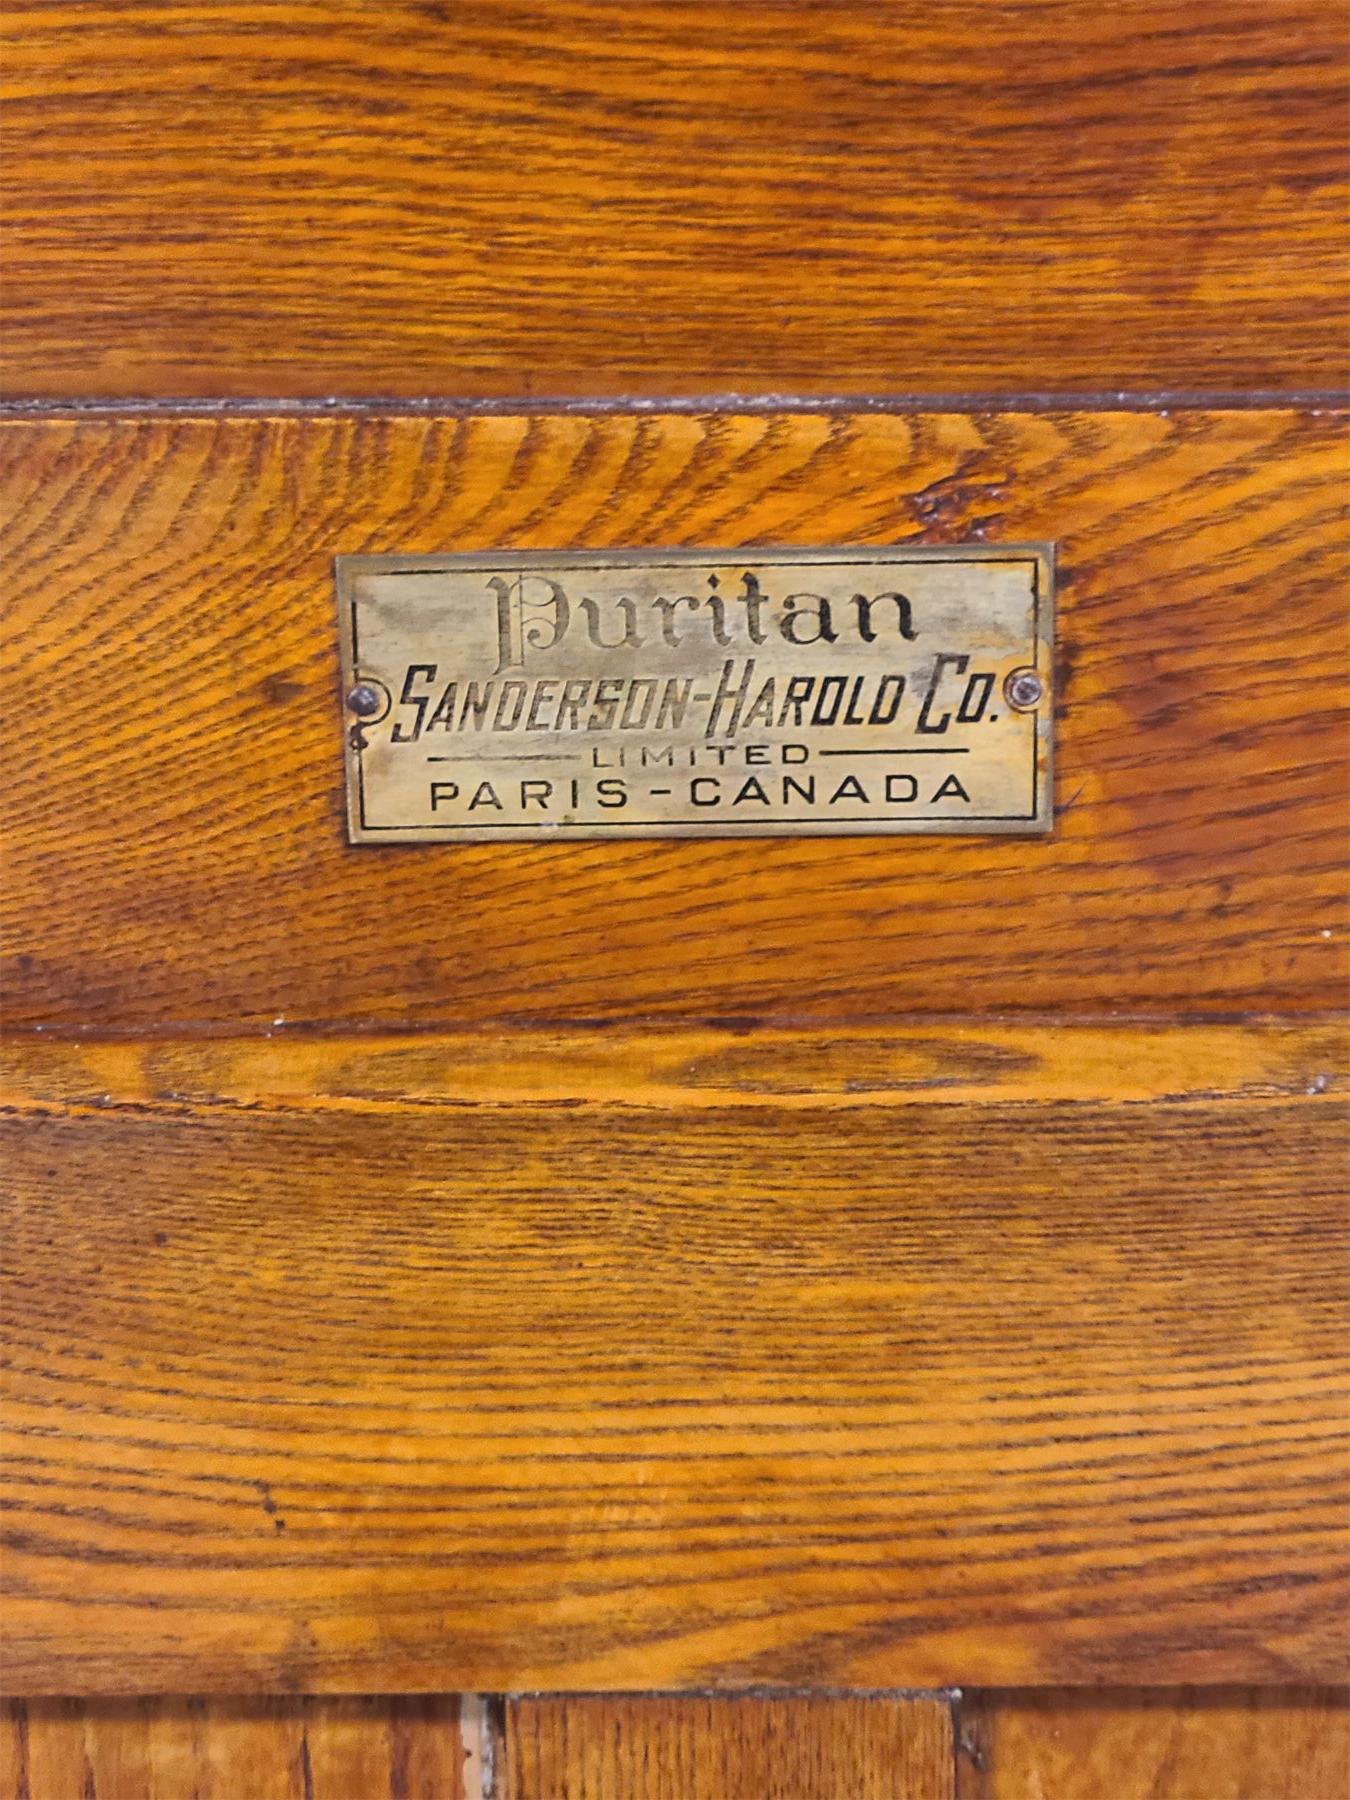 Puritan
SANDERSON-HAROLD CO.
LIMITED
PARIS-CANADA